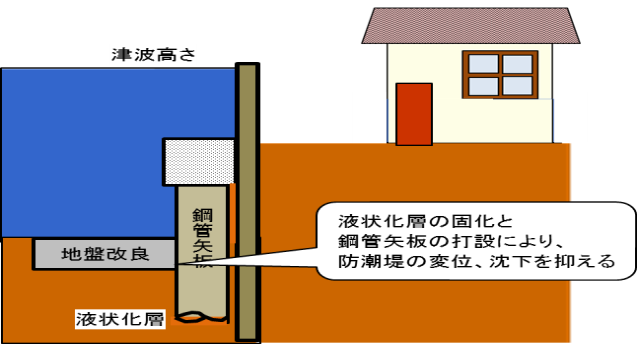 津波高さ
鋼管矢板
液状化層の固化と
鋼管矢板の打設により、
防潮堤の変位、沈下を抑える
地盤改良
液状化層